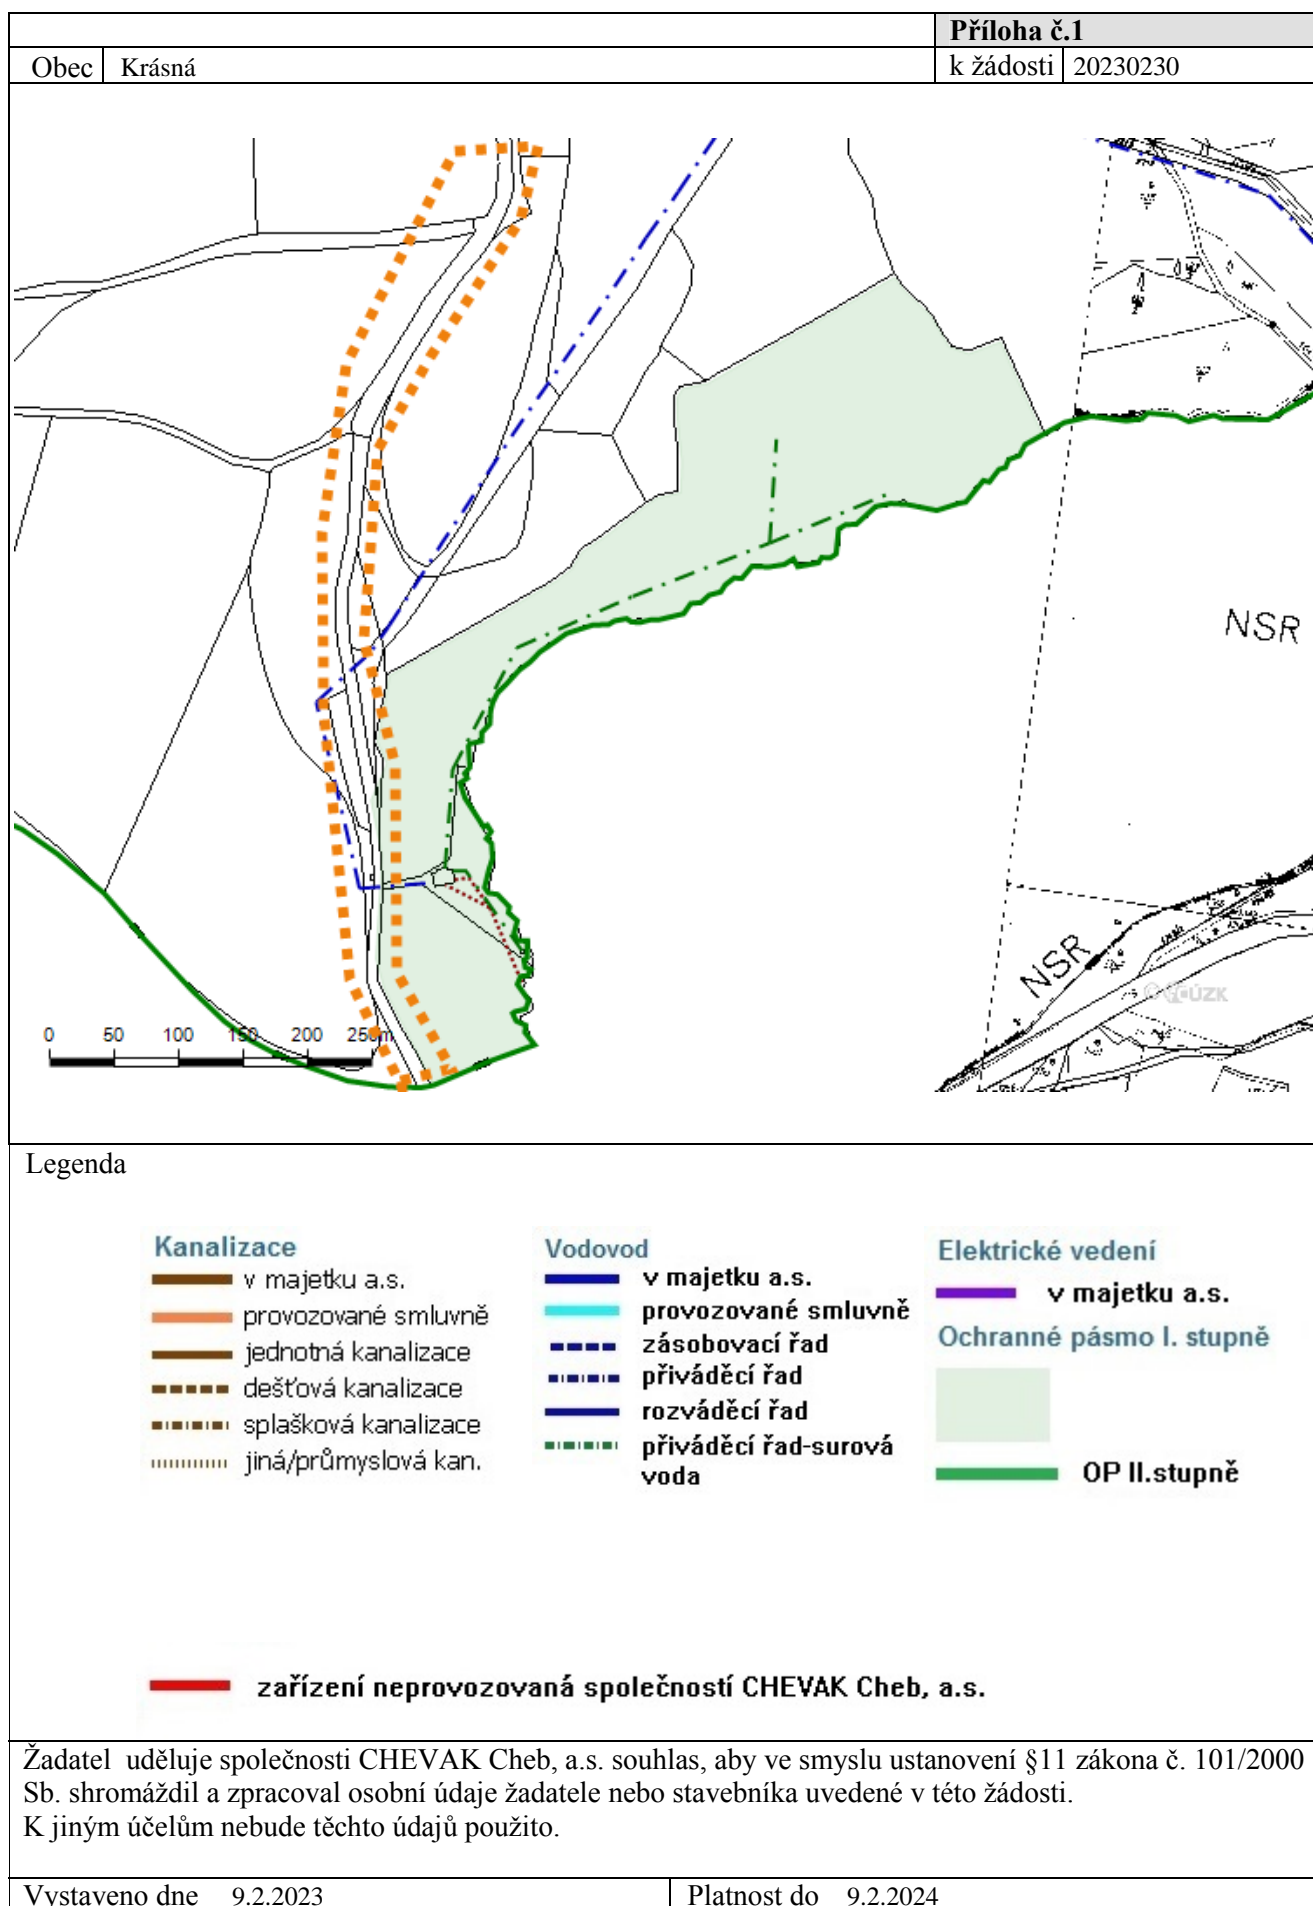 Příloha č.1
Obec Krásná k žádosti 20230230
NSR
NSR
ÚZK
0 50 100 150 200 250m
Legenda
Kanalizace
v majetku a.s.
provozované smluvně
jednotná kanalizace
dešťová kanalizace
splašková kanalizace
jiná/průmyslová kan.
Vodovod
v majetku a.s.
provozované smluvně
zásobovací řad
přiváděcí řad
rozváděcí řad
přiváděcí řad-surová
voda
Elektrické vedení
v majetku a.s.
Ochranné pásmo I. stupně
OP II.stupně
zařízení neprovozovaná společností CHEVAK Cheb, a.s.
Žadatel uděluje společnosti CHEVAK Cheb, a.s. souhlas, aby ve smyslu ustanovení §11 zákona č. 101/2000
Sb. shromáždil a zpracoval osobní údaje žadatele nebo stavebníka uvedené v této žádosti.
K jiným účelům nebude těchto údajů použito.
Vystaveno dne 9.2.2023 Platnost do 9.2.2024